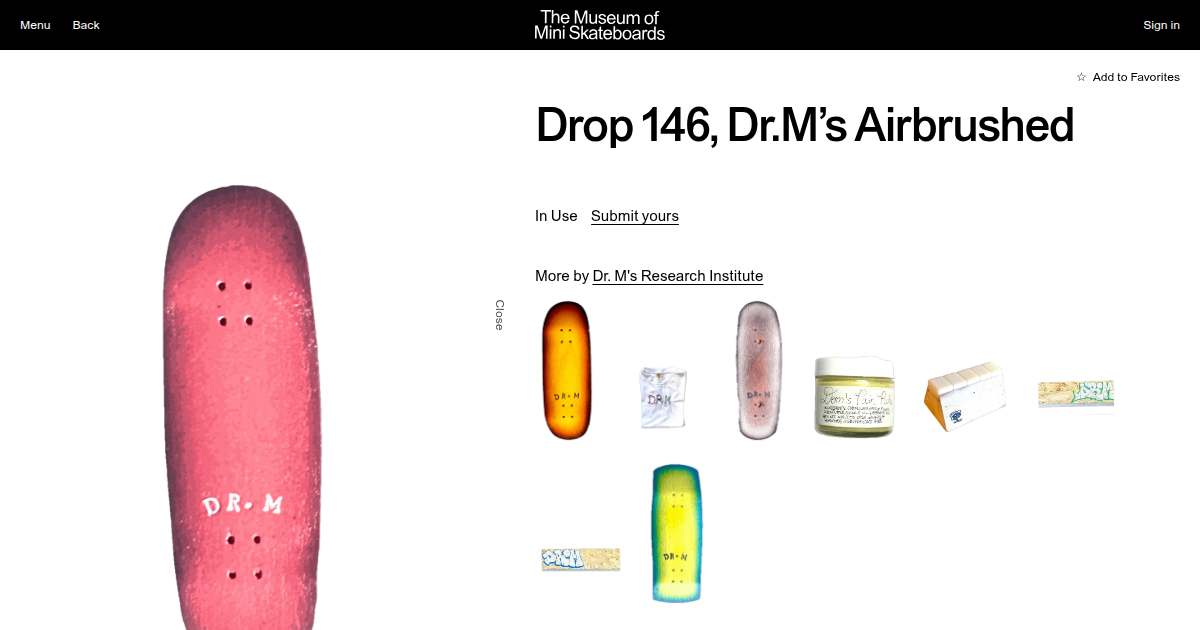 Menu Back
The Museum of
Mini Skateboards
Sign in
☆ Add to Favorites
Drop 146, Dr.M’s Airbrushed
In Use Submit yours
More by Dr. M's Research Institute
Close
DR•M
DR•M
DR•M
DR•M
DR•M